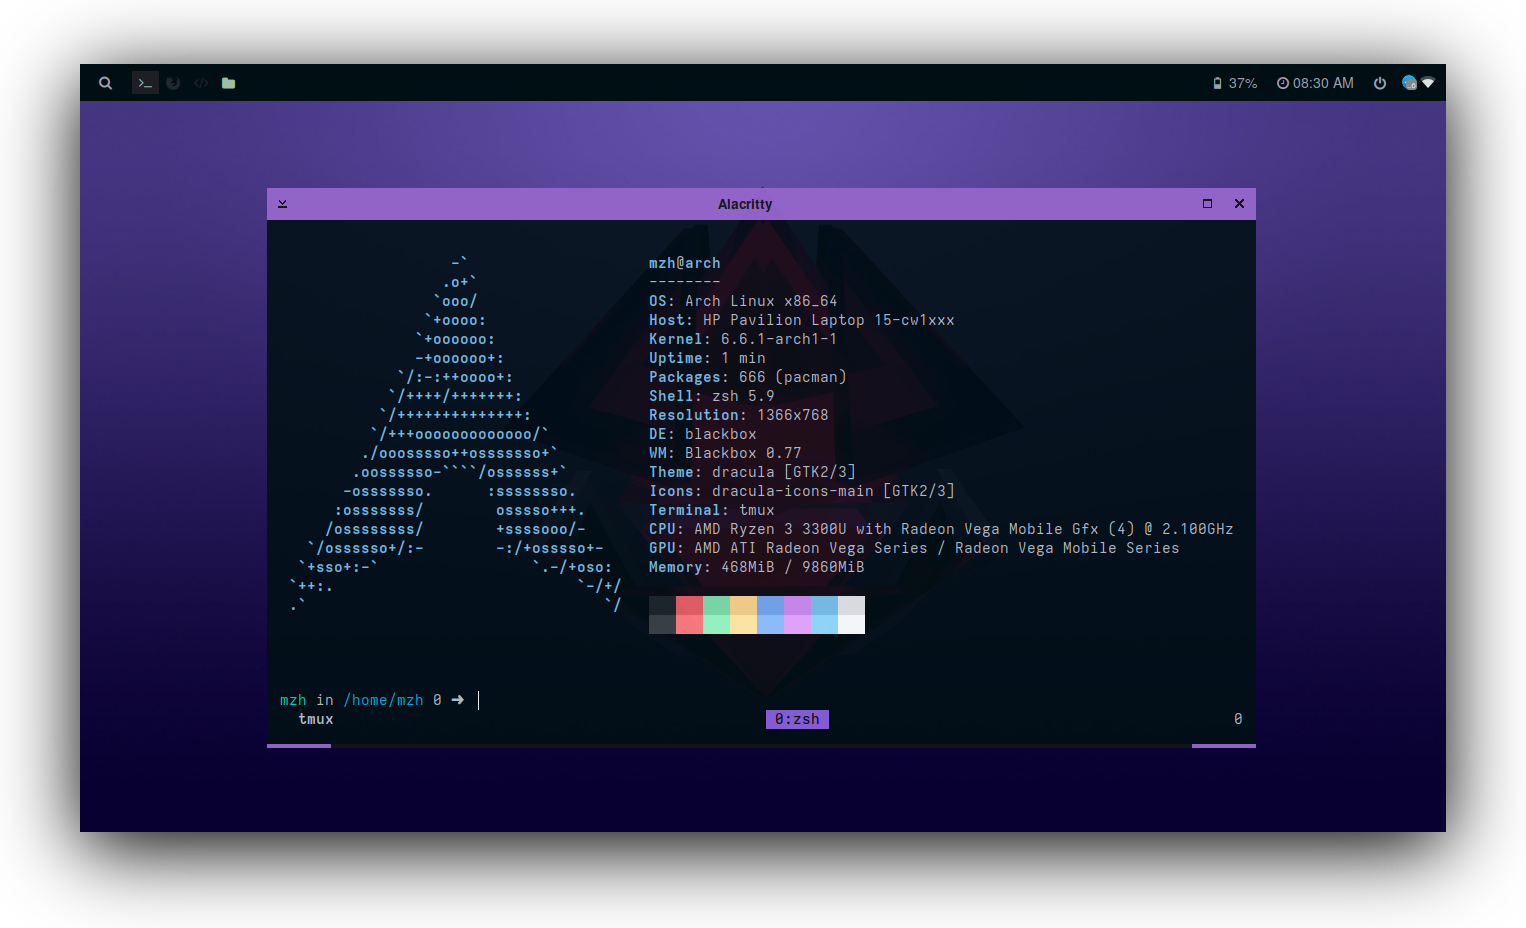 37% 08:30 AM
Alacritty
-`
.o+`
`ooo/
`+oooo:
`+oooooo:
-+oooooo+:
`/:-:++oooo+:
`/++++/+++++++:
`/++++++++++++++:
`/+++ooooooooooooo/`
./ooosssso++osssssso+`
.oossssso-````/ossssss+`
-osssssso.      :ssssssso.
:osssssss/        osssso+++.
/ossssssss/        +ssssooo/-
`/ossssso+/:-        -:/+osssso+-
`+sso+:-`                 `.-/+oso:
`++:.                           `-/+/
.`                                 `/
mzh@arch
--------
OS: Arch Linux x86_64
Host: HP Pavilion Laptop 15-cw1xxx
Kernel: 6.6.1-arch1-1
Uptime: 1 min
Packages: 666 (pacman)
Shell: zsh 5.9
Resolution: 1366x768
DE: blackbox
WM: Blackbox 0.77
Theme: dracula [GTK2/3]
Icons: dracula-icons-main [GTK2/3]
Terminal: tmux
CPU: AMD Ryzen 3 3300U with Radeon Vega Mobile Gfx (4) @ 2.100GHz
GPU: AMD ATI Radeon Vega Series / Radeon Vega Mobile Series
Memory: 468MiB / 9860MiB
mzh in /home/mzh 0 ➜
tmux 0:zsh 0